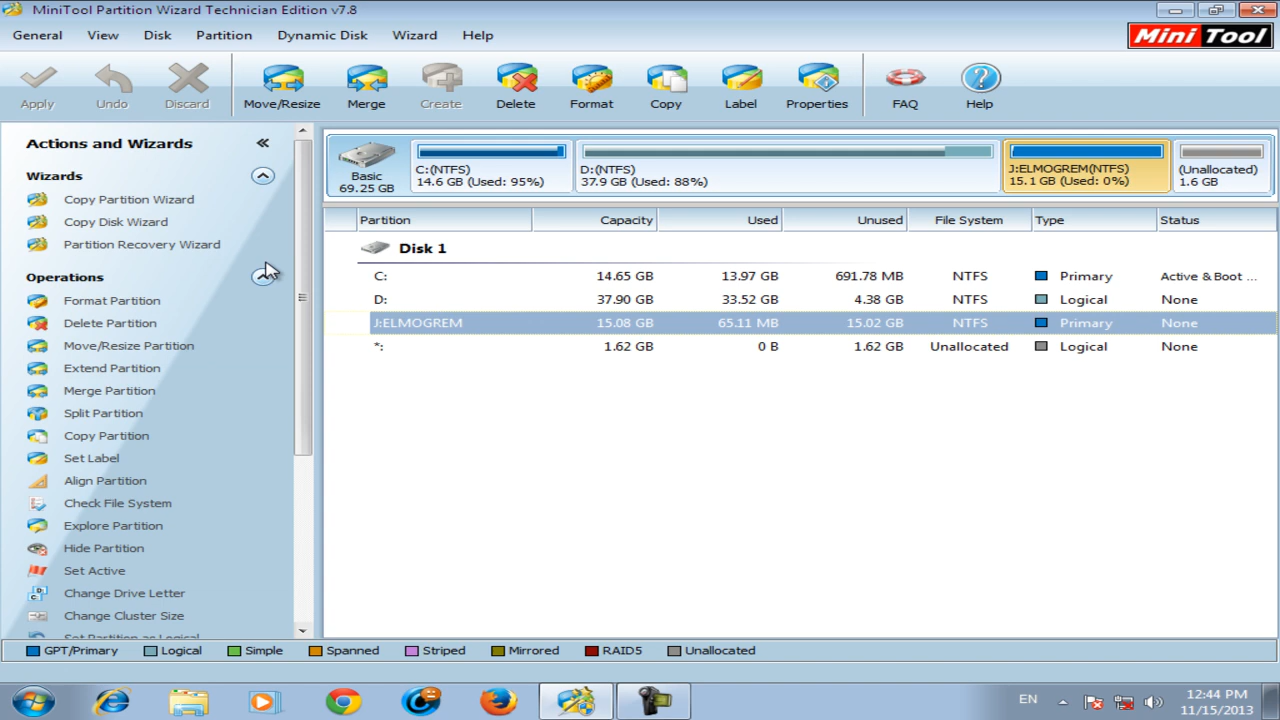 MiniTool Partition Wizard Technician Edition v7.8
General View Disk Partition Dynamic Disk Wizard Help
Mini Tool
Apply Undo Discard Move/Resize Merge Create Delete Format Copy Label Properties FAQ Help
Actions and Wizards
Wizards
Copy Partition Wizard
Copy Disk Wizard
Partition Recovery Wizard
Operations
Format Partition
Delete Partition
Move/Resize Partition
Extend Partition
Merge Partition
Split Partition
Copy Partition
Set Label
Align Partition
Check File System
Explore Partition
Hide Partition
Set Active
Change Drive Letter
Change Cluster Size
Set Partition as Logical
Basic
69.25 GB
C:(NTFS)
14.6 GB (Used: 95%)
D:(NTFS)
37.9 GB (Used: 88%)
J:ELMOGREM(NTFS)
15.1 GB (Used: 0%)
(Unallocated)
1.6 GB
Partition Capacity Used Unused File System Type Status
Disk 1
C: 14.65 GB 13.97 GB 691.78 MB NTFS Primary Active & Boot ...
D: 37.90 GB 33.52 GB 4.38 GB NTFS Logical None
J:ELMOGREM 15.08 GB 65.11 MB 15.02 GB NTFS Primary None
*: 1.62 GB 0 B 1.62 GB Unallocated Logical None
GPT/Primary Logical Simple Spanned Striped Mirrored RAID5 Unallocated
EN
12:44 PM
11/15/2013